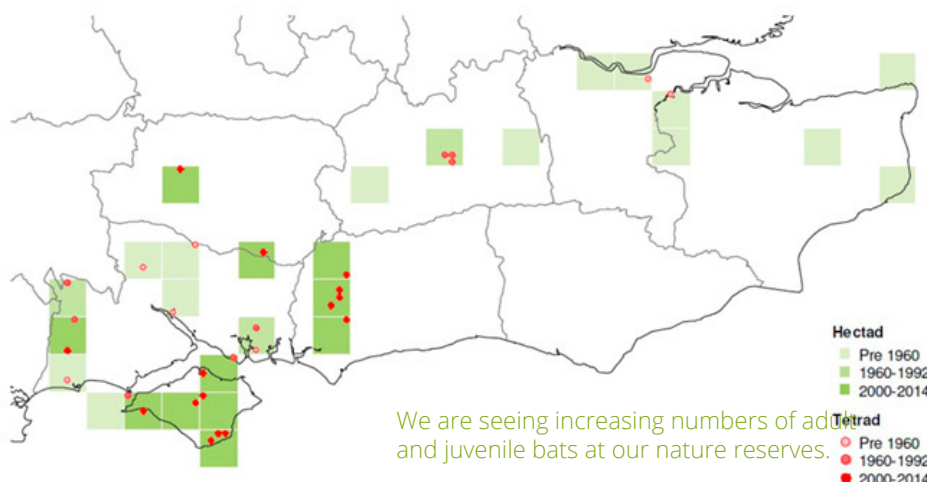 Hectad
Pre 1960
1960-1992
2000-2014
We are seeing increasing numbers of adult
and juvenile bats at our nature reserves.
Tetrad
Pre 1960
1960-1992
2000-2014